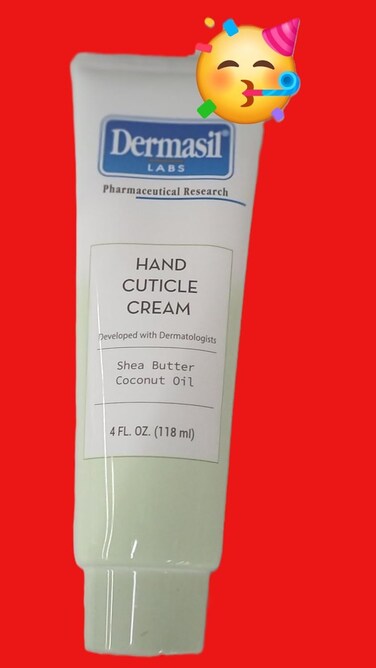 Dermasil®
LABS
Pharmaceutical Research
HAND
CUTICLE
CREAM
Developed with Dermatologists
Shea Butter
Coconut Oil
4 FL. OZ. (118 ml)